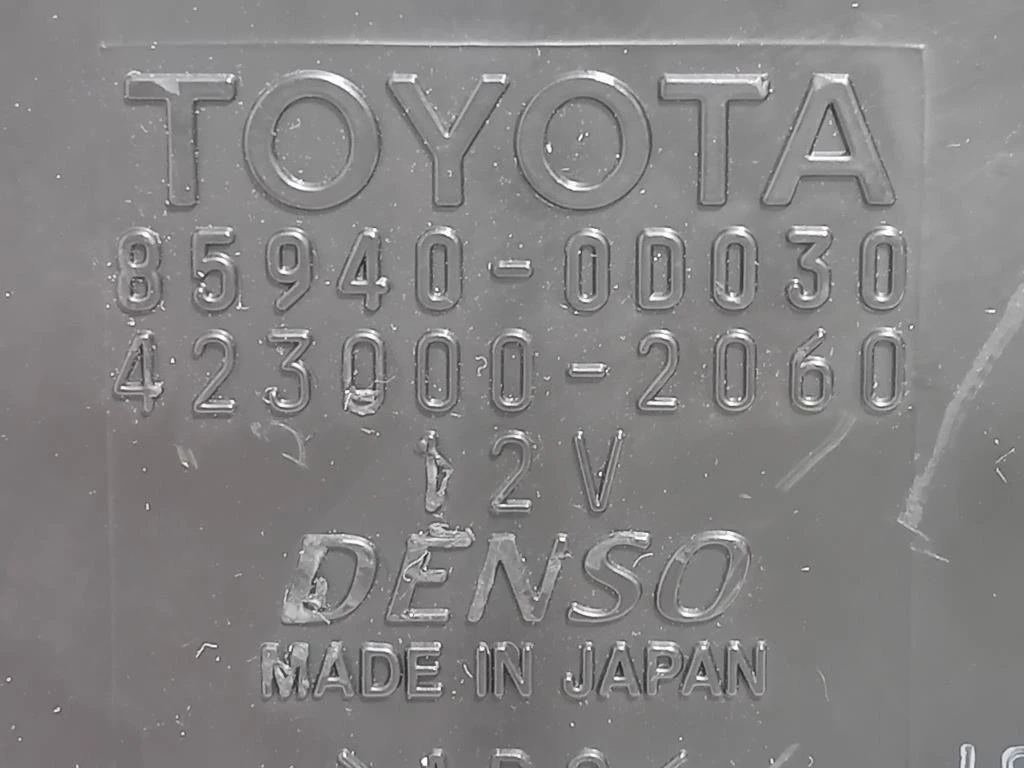 TOYOTA
85940-0D030
423000-2060
12V
DENSO
MADE IN JAPAN